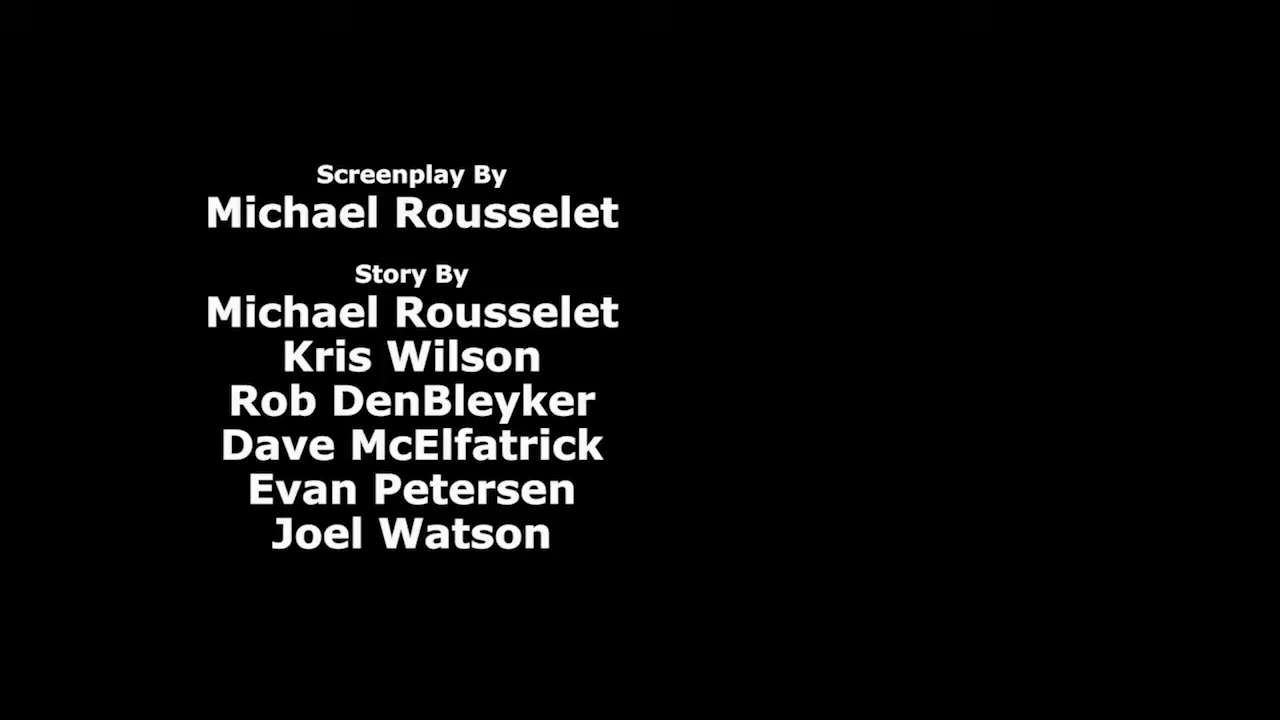 Screenplay By
Michael Rousselet
Story By
Michael Rousselet
Kris Wilson
Rob DenBleyker
Dave McElfatrick
Evan Petersen
Joel Watson